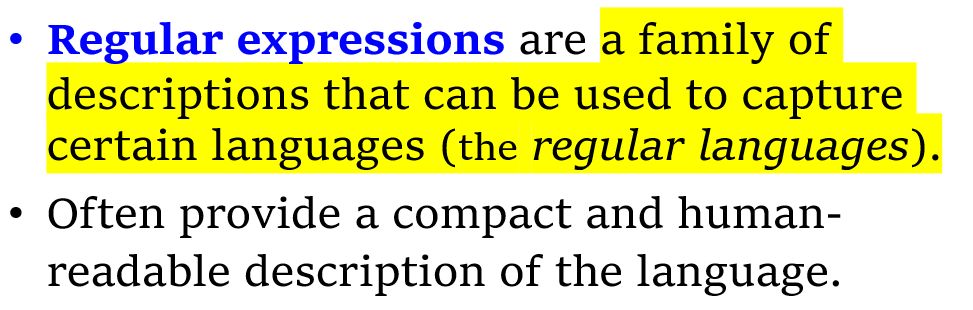 • Regular expressions are a family of
descriptions that can be used to capture
certain languages (the regular languages).
• Often provide a compact and human-
readable description of the language.